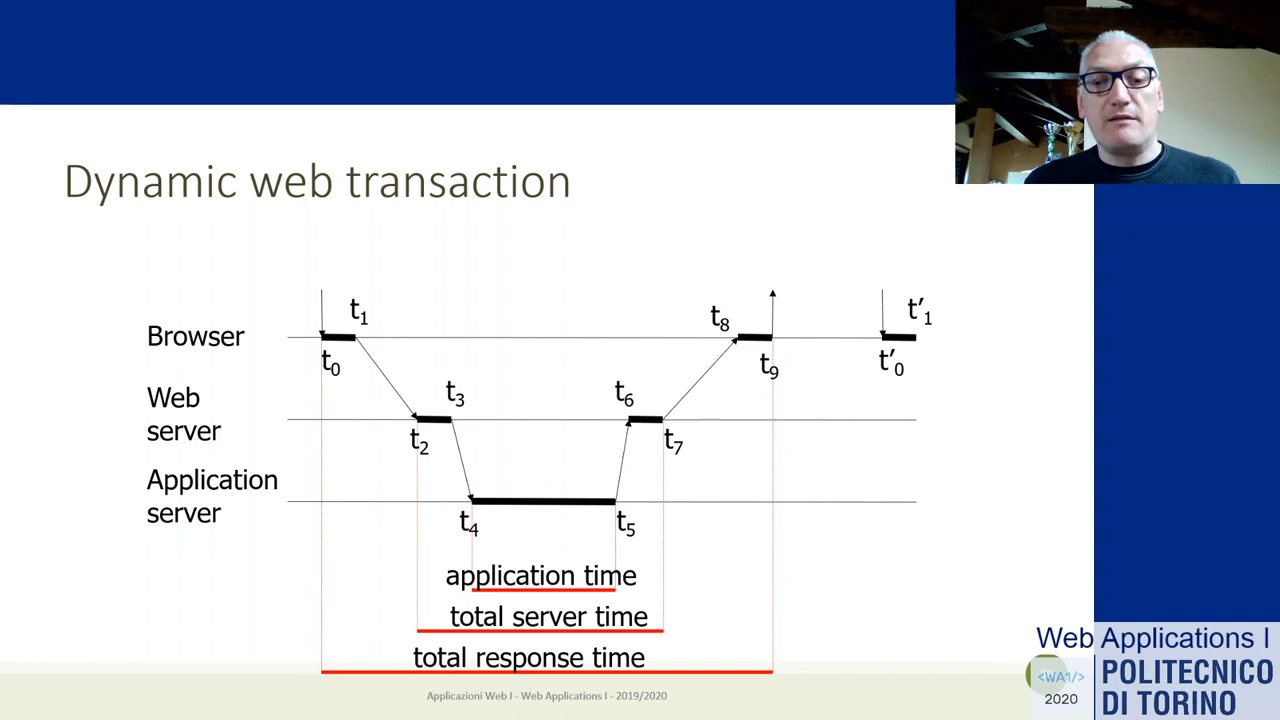 Dynamic web transaction
t1
t8
t'1
Browser
t0
t9
t'0
Web
server
t3
t6
t2
t7
Application
server
t4
t5
application time
total server time
total response time
Applicazioni Web I - Web Applications I - 2019/2020
Web Applications I
<WA1/>
2020
POLITECNICO
DI TORINO